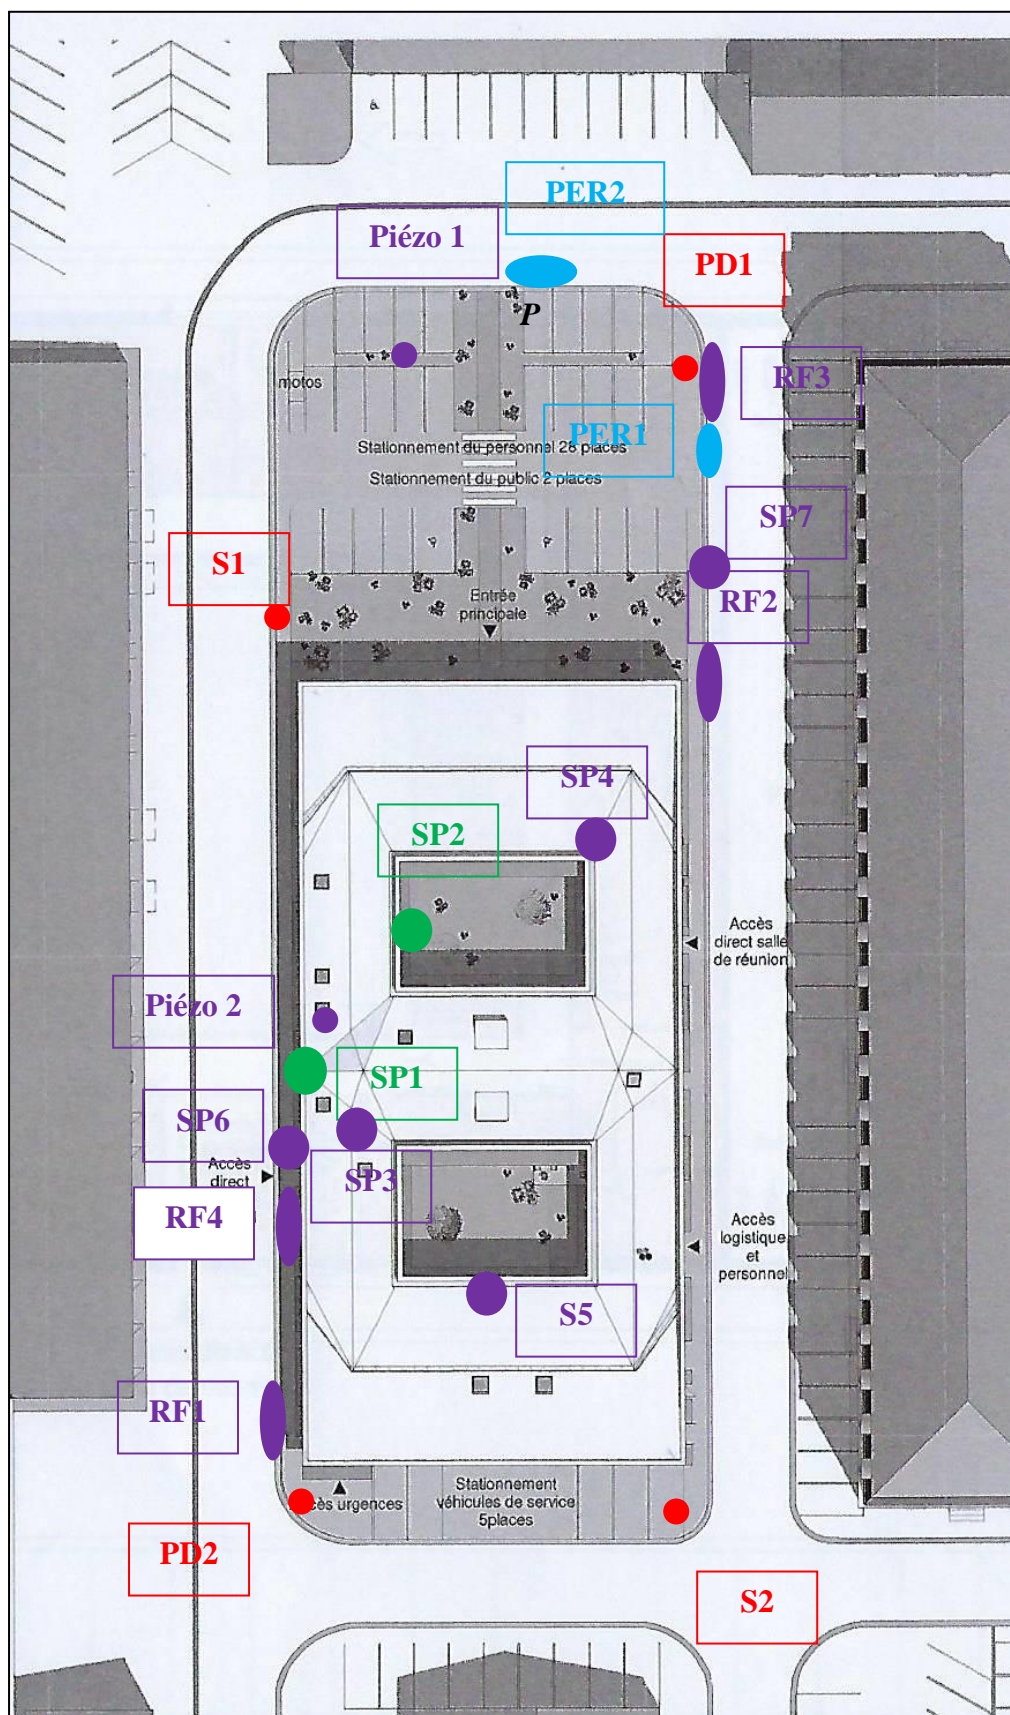 PER2
Piézo 1
PD1
P
motos
RF3
PER1
Stationnement du personnel 28 places
Stationnement du public 2 places
SP7
S1
RF2
Entrée
principale
SP4
SP2
Accès
direct salle
de réunion
Piézo 2
SP1
SP6
Accès
direct
SP3
RF4
Accès
logistique
et
personnel
S5
RF1
Stationnement
véhicules de service
5places
urgences
PD2
S2